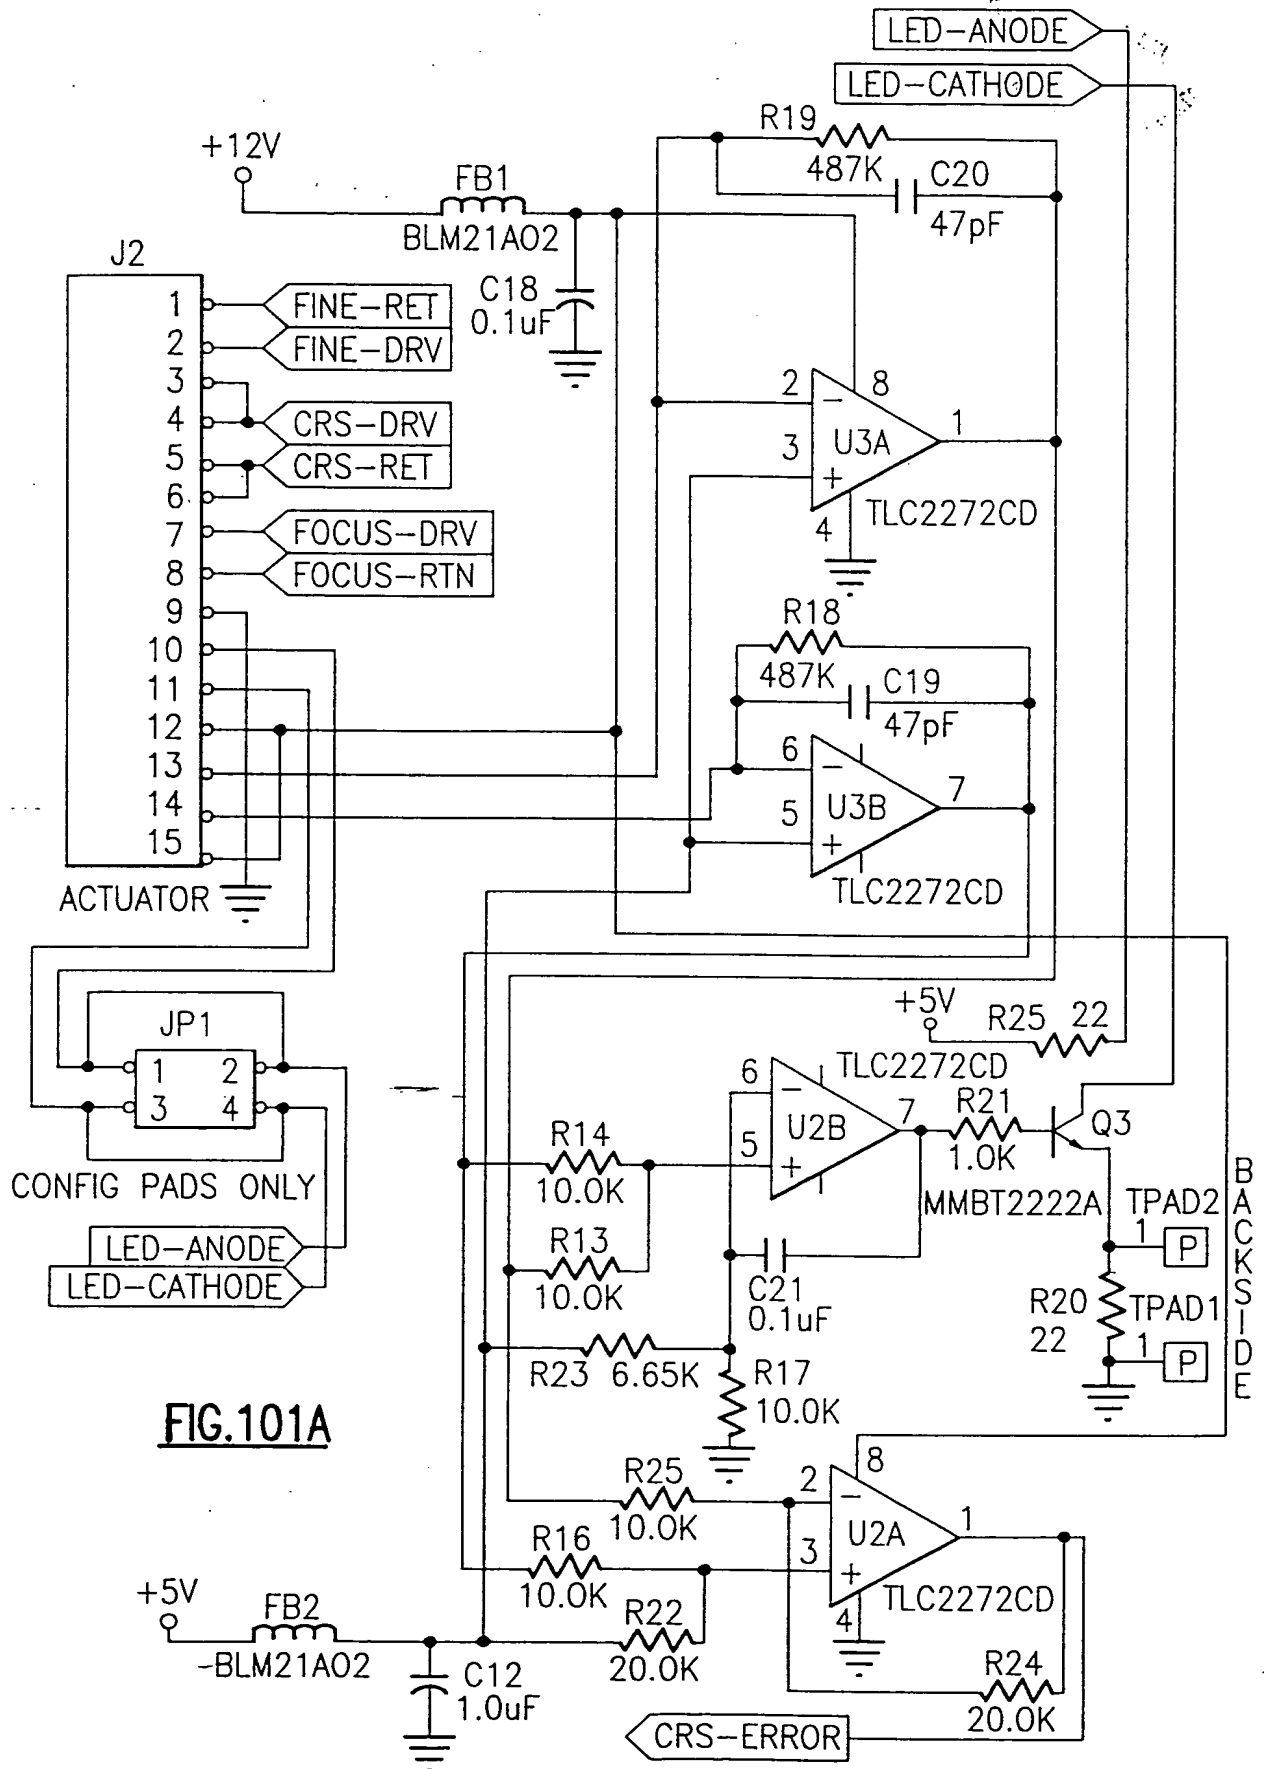 LED-ANODE
LED-CATHODE
R19
487K
C20
47pF
+12V
FB1
BLM21A02
C18
0.1uF
J2
1
FINE-RET
2
FINE-DRV
3
4
CRS-DRV
5
CRS-RET
6
7
FOCUS-DRV
8
FOCUS-RTN
9
10
11
12
13
14
15
ACTUATOR
2
8
-
3
U3A
1
+
4
TLC2272CD
R18
487K
C19
47pF
6
-
5
U3B
7
+
TLC2272CD
JP1
1 2
3 4
CONFIG PADS ONLY
LED-ANODE
LED-CATHODE
+5V
R25 22
TLC2272CD
6
-
U2B
7
5
+
R21
1.0K
Q3
MMBT2222A
R14
10.0K
R13
10.0K
C21
0.1uF
TPAD2
1 P
R20
22
TPAD1
1 P
BACKSIDE
R23 6.65K
R17
10.0K
FIG.101A
R25
10.0K
2
8
-
U2A
1
3
+
4
TLC2272CD
R16
10.0K
R22
20.0K
+5V
FB2
-BLM21A02
C12
1.0uF
R24
20.0K
CRS-ERROR